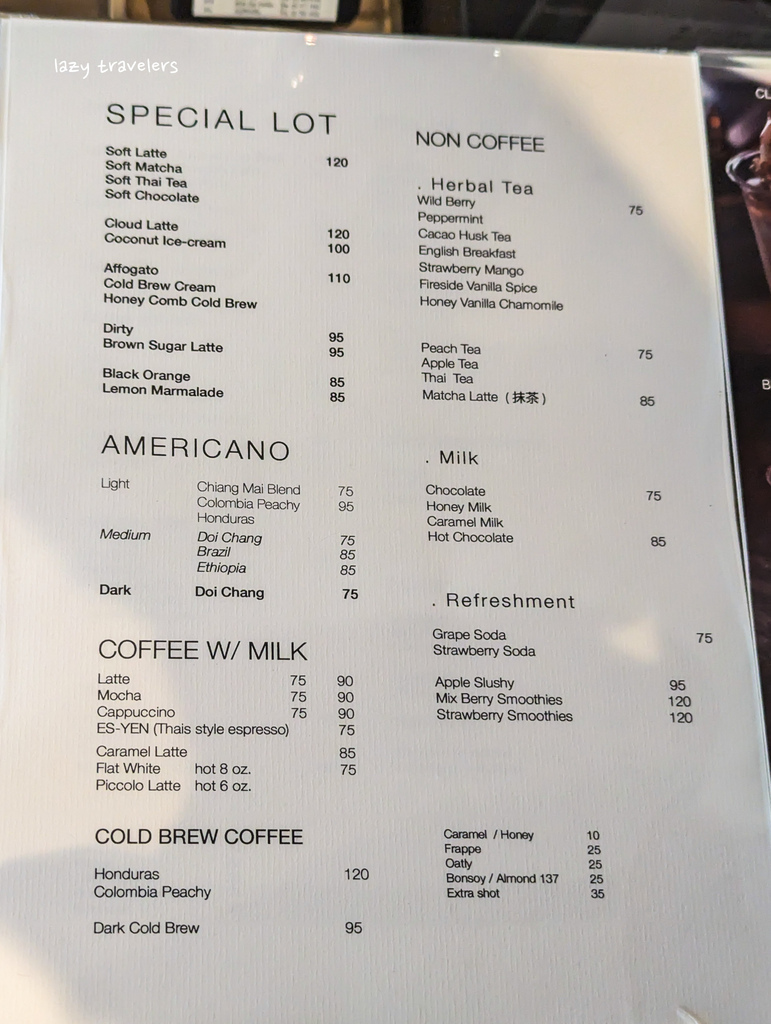 lazy travelers
SPECIAL LOT
Soft Latte 120
Soft Matcha
Soft Thai Tea
Soft Chocolate
Cloud Latte 120
Coconut Ice-cream 100
Affogato 110
Cold Brew Cream
Honey Comb Cold Brew
Dirty 95
Brown Sugar Latte 95
Black Orange 85
Lemon Marmalade 85
AMERICANO
Light Chiang Mai Blend 75
Colombia Peachy 95
Honduras
Medium Doi Chang 75
Brazil 85
Ethiopia 85
Dark Doi Chang 75
COFFEE W/ MILK
Latte 75 90
Mocha 75 90
Cappuccino 75 90
ES-YEN (Thais style espresso) 75
Caramel Latte 85
Flat White hot 8 oz. 75
Piccolo Latte hot 6 oz.
COLD BREW COFFEE
Honduras 120
Colombia Peachy
Dark Cold Brew 95
NON COFFEE
. Herbal Tea
Wild Berry 75
Peppermint
Cacao Husk Tea
English Breakfast
Strawberry Mango
Fireside Vanilla Spice
Honey Vanilla Chamomile
Peach Tea 75
Apple Tea
Thai Tea
Matcha Latte (抹茶) 85
. Milk
Chocolate 75
Honey Milk
Caramel Milk
Hot Chocolate 85
. Refreshment
Grape Soda 75
Strawberry Soda
Apple Slushy 95
Mix Berry Smoothies 120
Strawberry Smoothies 120
Caramel / Honey 10
Frappe 25
Oatly 25
Bonsoy / Almond 137 25
Extra shot 35
CL
B